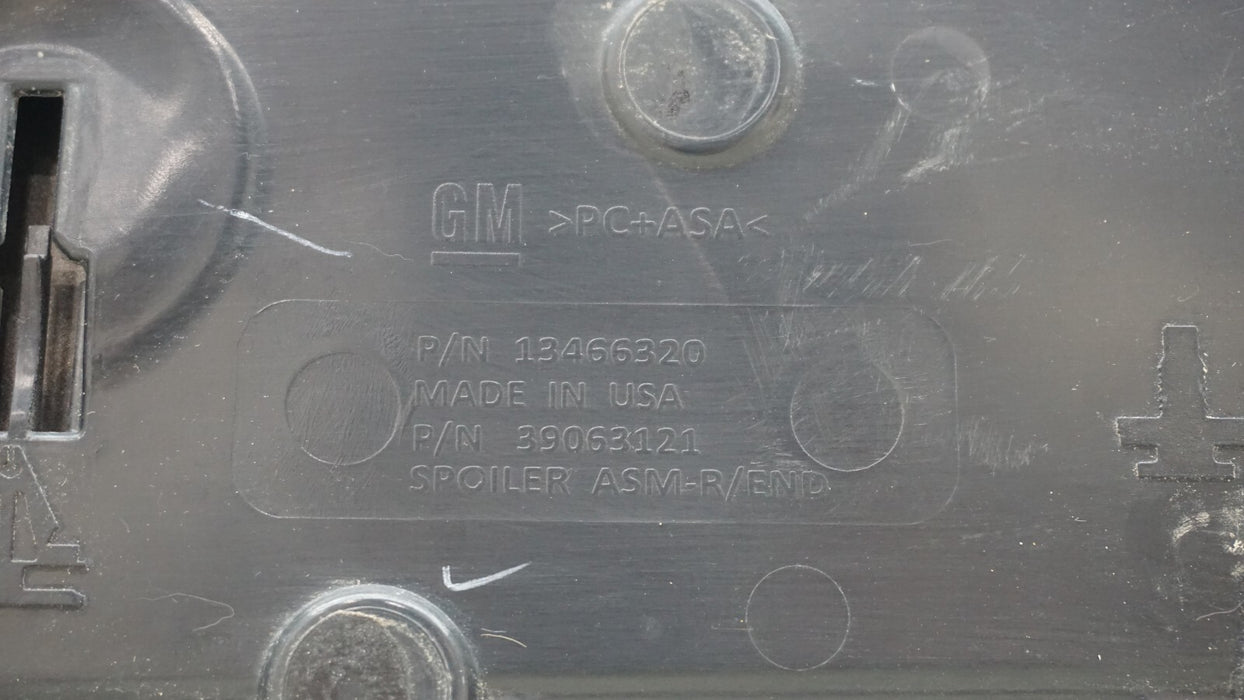 GM >PC+ASA<
P/N 13466320
MADE IN USA
P/N 39063121
SPOILER ASM-R/END